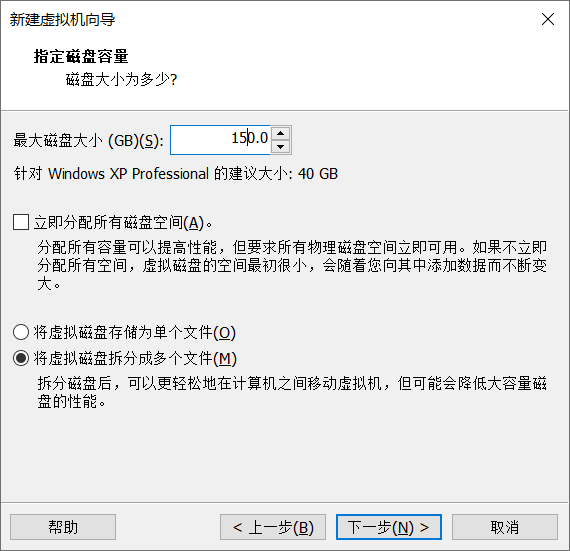 新建虚拟机向导
指定磁盘容量
磁盘大小为多少?
最大磁盘大小 (GB)(S): 150.0
针对 Windows XP Professional 的建议大小: 40 GB
立即分配所有磁盘空间(A)。
分配所有容量可以提高性能，但要求所有物理磁盘空间立即可用。如果不立即
分配所有空间，虚拟磁盘的空间最初很小，会随着您向其中添加数据而不断变
大。
将虚拟磁盘存储为单个文件(O)
将虚拟磁盘拆分成多个文件(M)
拆分磁盘后，可以更轻松地在计算机之间移动虚拟机，但可能会降低大容量磁
盘的性能。
帮助 < 上一步(B) 下一步(N) > 取消